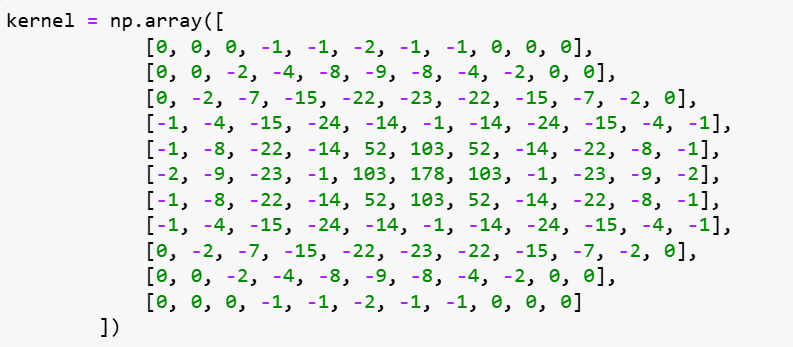 kernel = np.array([
            [0, 0, 0, -1, -1, -2, -1, -1, 0, 0, 0],
            [0, 0, -2, -4, -8, -9, -8, -4, -2, 0, 0],
            [0, -2, -7, -15, -22, -23, -22, -15, -7, -2, 0],
            [-1, -4, -15, -24, -14, -1, -14, -24, -15, -4, -1],
            [-1, -8, -22, -14, 52, 103, 52, -14, -22, -8, -1],
            [-2, -9, -23, -1, 103, 178, 103, -1, -23, -9, -2],
            [-1, -8, -22, -14, 52, 103, 52, -14, -22, -8, -1],
            [-1, -4, -15, -24, -14, -1, -14, -24, -15, -4, -1],
            [0, -2, -7, -15, -22, -23, -22, -15, -7, -2, 0],
            [0, 0, -2, -4, -8, -9, -8, -4, -2, 0, 0],
            [0, 0, 0, -1, -1, -2, -1, -1, 0, 0, 0]
        ])